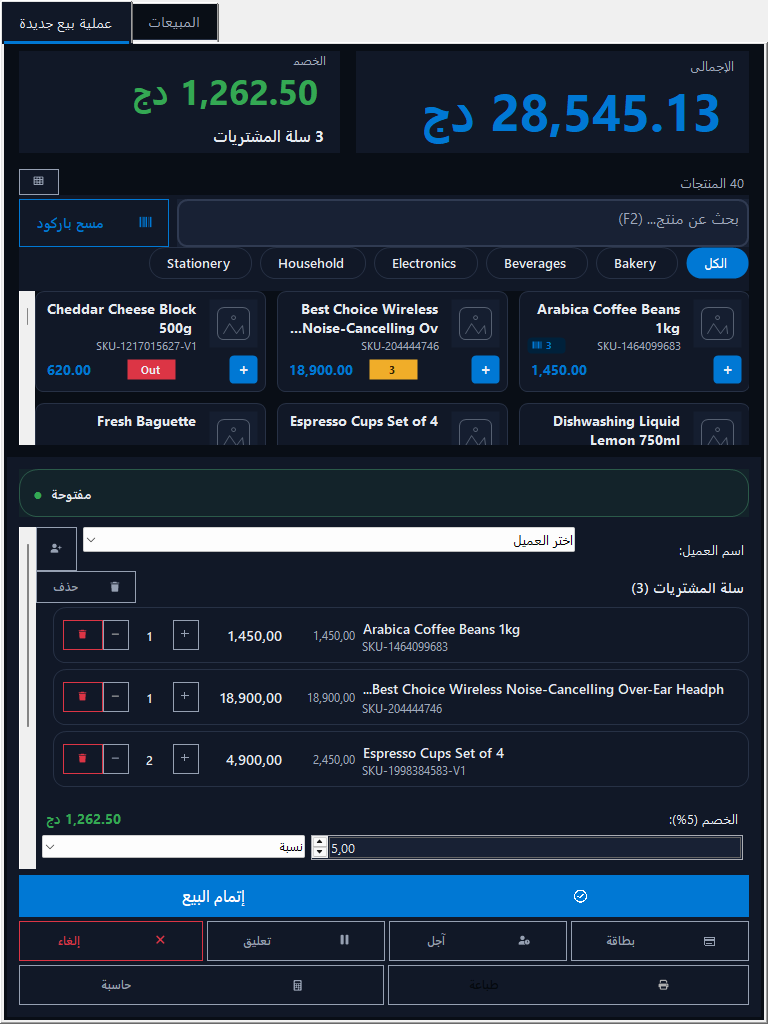 عملية بيع جديدة
المبيعات
الإجمالي
28,545.13 دج
الخصم
1,262.50 دج
3 سلة المشتريات
40 المنتجات
بحث عن منتج... (F2)
مسح باركود
الكل
Bakery
Beverages
Electronics
Household
Stationery
Arabica Coffee Beans
1kg
SKU-1464099683
3
1,450.00
+
Best Choice Wireless
...Noise-Cancelling Ov
SKU-204444746
18,900.00
3
+
Cheddar Cheese Block
500g
SKU-1217015627-V1
620.00
Out
+
Dishwashing Liquid
Lemon 750ml
Espresso Cups Set of 4
Fresh Baguette
مفتوحة
اسم العميل:
اختر العميل
سلة المشتريات (3)
حذف
Arabica Coffee Beans 1kg
SKU-1464099683
1,450,00
1,450,00
+
1
−
...Best Choice Wireless Noise-Cancelling Over-Ear Headph
SKU-204444746
18,900,00
18,900,00
+
1
−
Espresso Cups Set of 4
SKU-1998384583-V1
2,450,00
4,900,00
+
2
−
الخصم (5%):
1,262.50 دج
5,00
نسبة
إتمام البيع
بطاقة
آجل
تعليق
إلغاء
طباعة
حاسبة